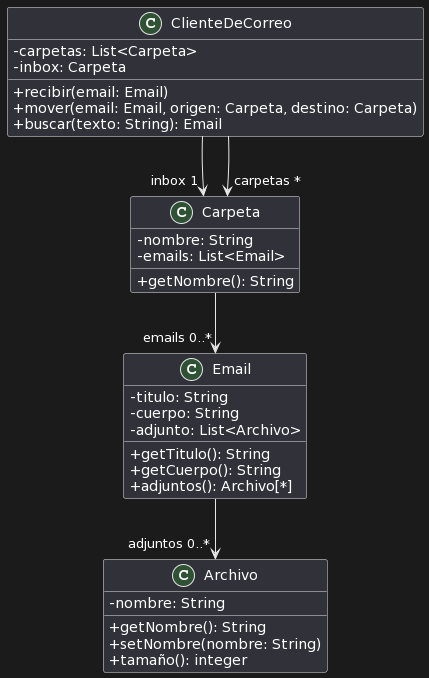 C ClienteDeCorreo
-carpetas: List<Carpeta>
-inbox: Carpeta
+recibir(email: Email)
+mover(email: Email, origen: Carpeta, destino: Carpeta)
+buscar(texto: String): Email
inbox 1 carpetas *
C Carpeta
-nombre: String
-emails: List<Email>
+getNombre(): String
emails 0..*
C Email
-titulo: String
-cuerpo: String
-adjunto: List<Archivo>
+getTitulo(): String
+getCuerpo(): String
+adjuntos(): Archivo[*]
adjuntos 0..*
C Archivo
-nombre: String
+getNombre(): String
+setNombre(nombre: String)
+tamaño(): integer